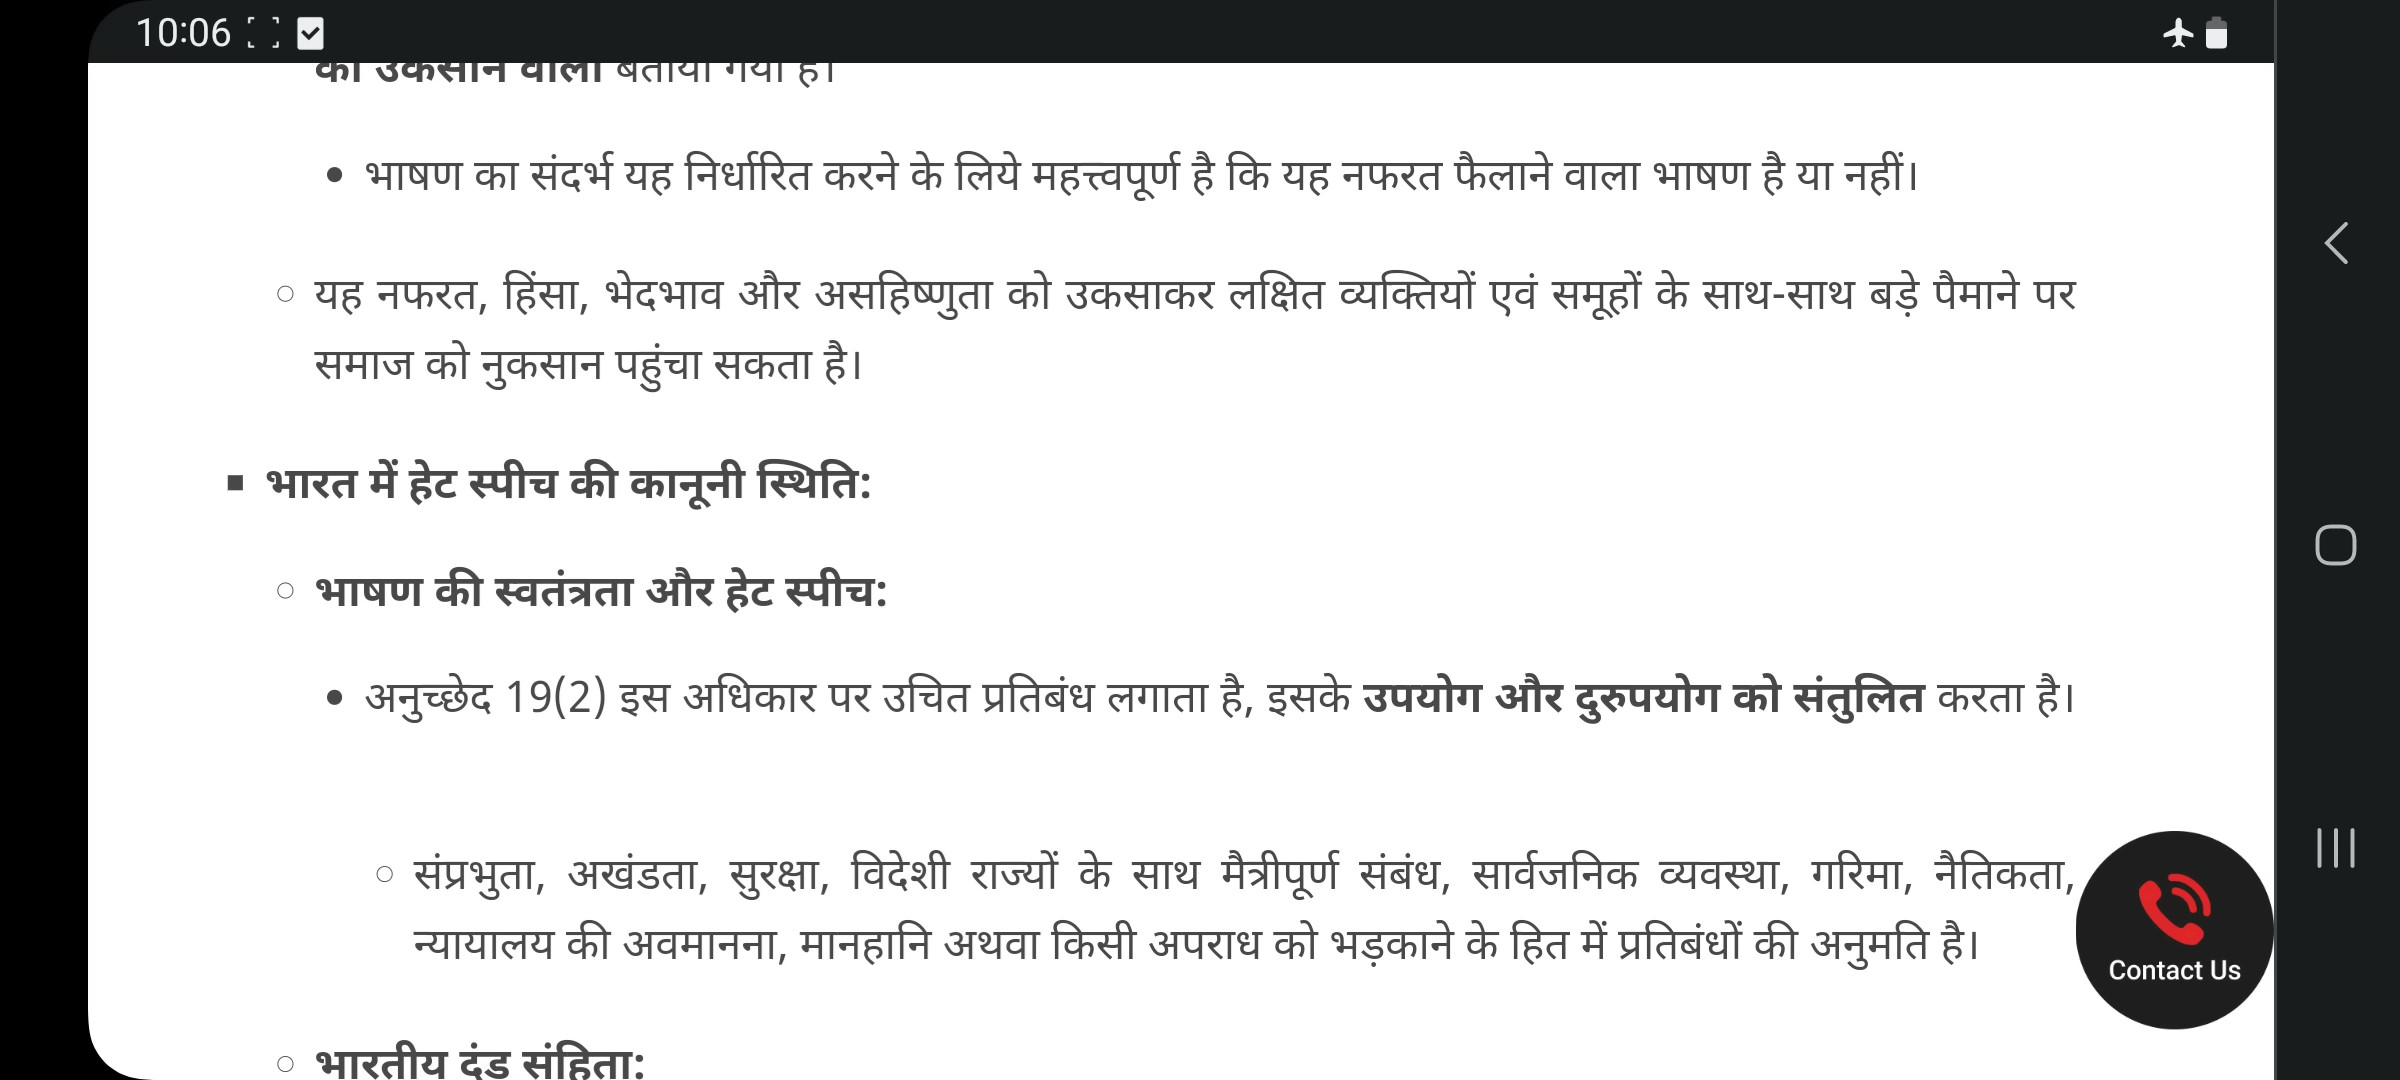 10:06
को उकसाने वाला बताया गया है।
• भाषण का संदर्भ यह निर्धारित करने के लिये महत्त्वपूर्ण है कि यह नफरत फैलाने वाला भाषण है या नहीं।
○ यह नफरत, हिंसा, भेदभाव और असहिष्णुता को उकसाकर लक्षित व्यक्तियों एवं समूहों के साथ-साथ बड़े पैमाने पर
समाज को नुकसान पहुंचा सकता है।
■ भारत में हेट स्पीच की कानूनी स्थिति:
○ भाषण की स्वतंत्रता और हेट स्पीच:
• अनुच्छेद 19(2) इस अधिकार पर उचित प्रतिबंध लगाता है, इसके उपयोग और दुरुपयोग को संतुलित करता है।
○ संप्रभुता, अखंडता, सुरक्षा, विदेशी राज्यों के साथ मैत्रीपूर्ण संबंध, सार्वजनिक व्यवस्था, गरिमा, नैतिकता,
न्यायालय की अवमानना, मानहानि अथवा किसी अपराध को भड़काने के हित में प्रतिबंधों की अनुमति है।
Contact Us
○ भारतीय दंड संहिता: